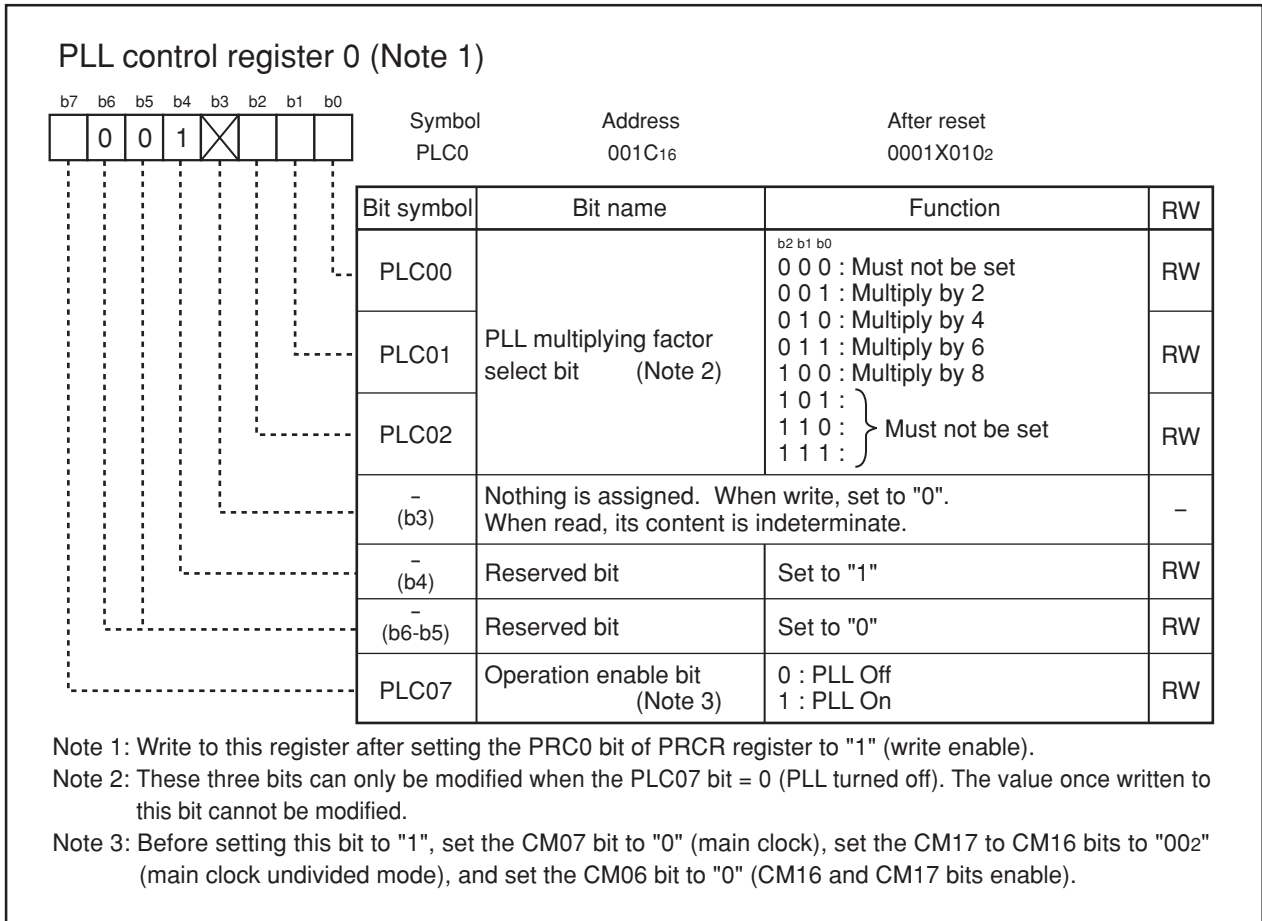 PLL control register 0 (Note 1)
b7 b6 b5 b4 b3 b2 b1 b0
0 0 1
Symbol Address After reset
PLC0 001C16 0001X0102
Bit symbol Bit name Function RW
PLC00 RW
PLC01 RW
PLC02 RW
PLL multiplying factor
select bit (Note 2)
b2 b1 b0
0 0 0 : Must not be set
0 0 1 : Multiply by 2
0 1 0 : Multiply by 4
0 1 1 : Multiply by 6
1 0 0 : Multiply by 8
1 0 1 :
1 1 0 : Must not be set
1 1 1 :
–
(b3)
Nothing is assigned. When write, set to "0".
When read, its content is indeterminate.
–
–
(b4)
Reserved bit Set to "1" RW
–
(b6-b5)
Reserved bit Set to "0" RW
PLC07
Operation enable bit
(Note 3)
0 : PLL Off
1 : PLL On
RW
Note 1: Write to this register after setting the PRC0 bit of PRCR register to "1" (write enable).
Note 2: These three bits can only be modified when the PLC07 bit = 0 (PLL turned off). The value once written to
this bit cannot be modified.
Note 3: Before setting this bit to "1", set the CM07 bit to "0" (main clock), set the CM17 to CM16 bits to "002"
(main clock undivided mode), and set the CM06 bit to "0" (CM16 and CM17 bits enable).